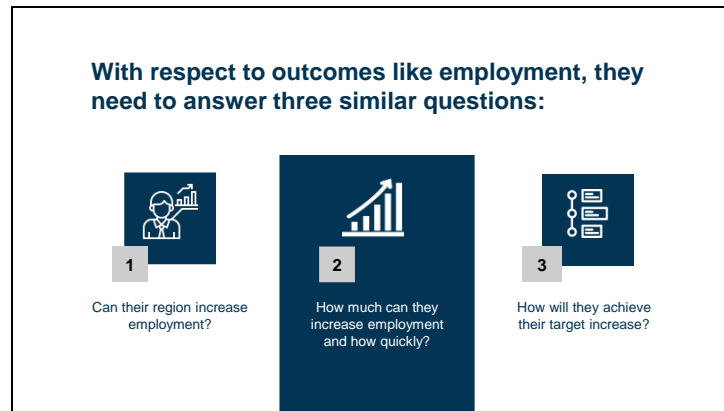 With respect to outcomes like employment, they
need to answer three similar questions:
1
Can their region increase
employment?
2
How much can they
increase employment
and how quickly?
3
How will they achieve
their target increase?